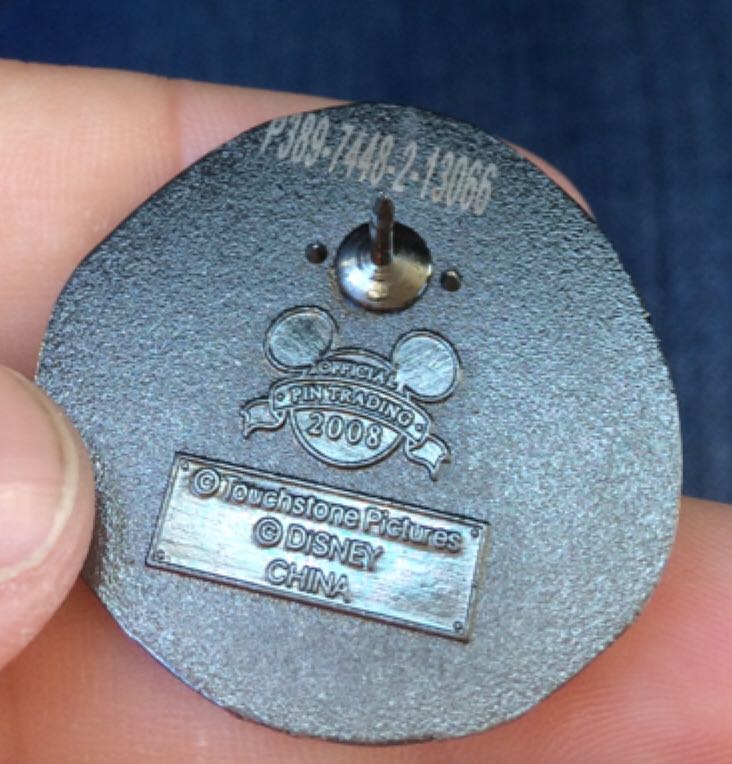 P389-7448-2-13066
OFFICIAL
PIN TRADING
2008
© Touchstone Pictures
© DISNEY
CHINA